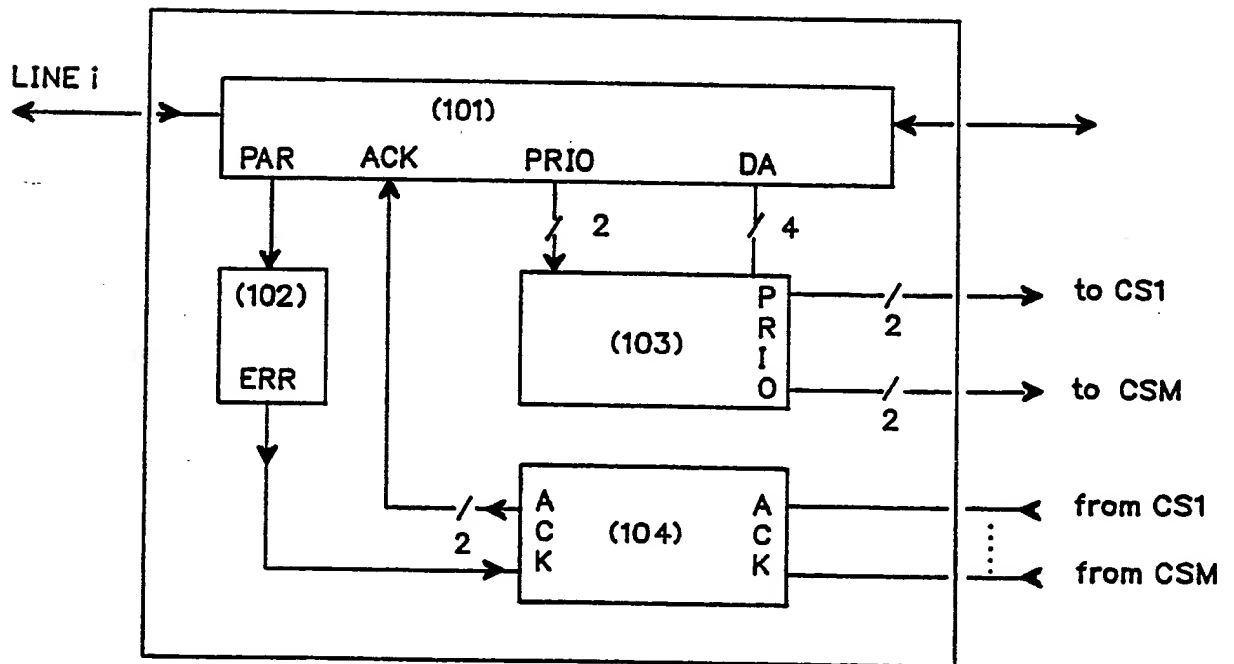 LINE i
(101)
PAR ACK PRIO DA
2
4
(102)
ERR
(103)
PRIO
2
to CS1
2
to CSM
ACK
2
(104)
ACK
from CS1
from CSM